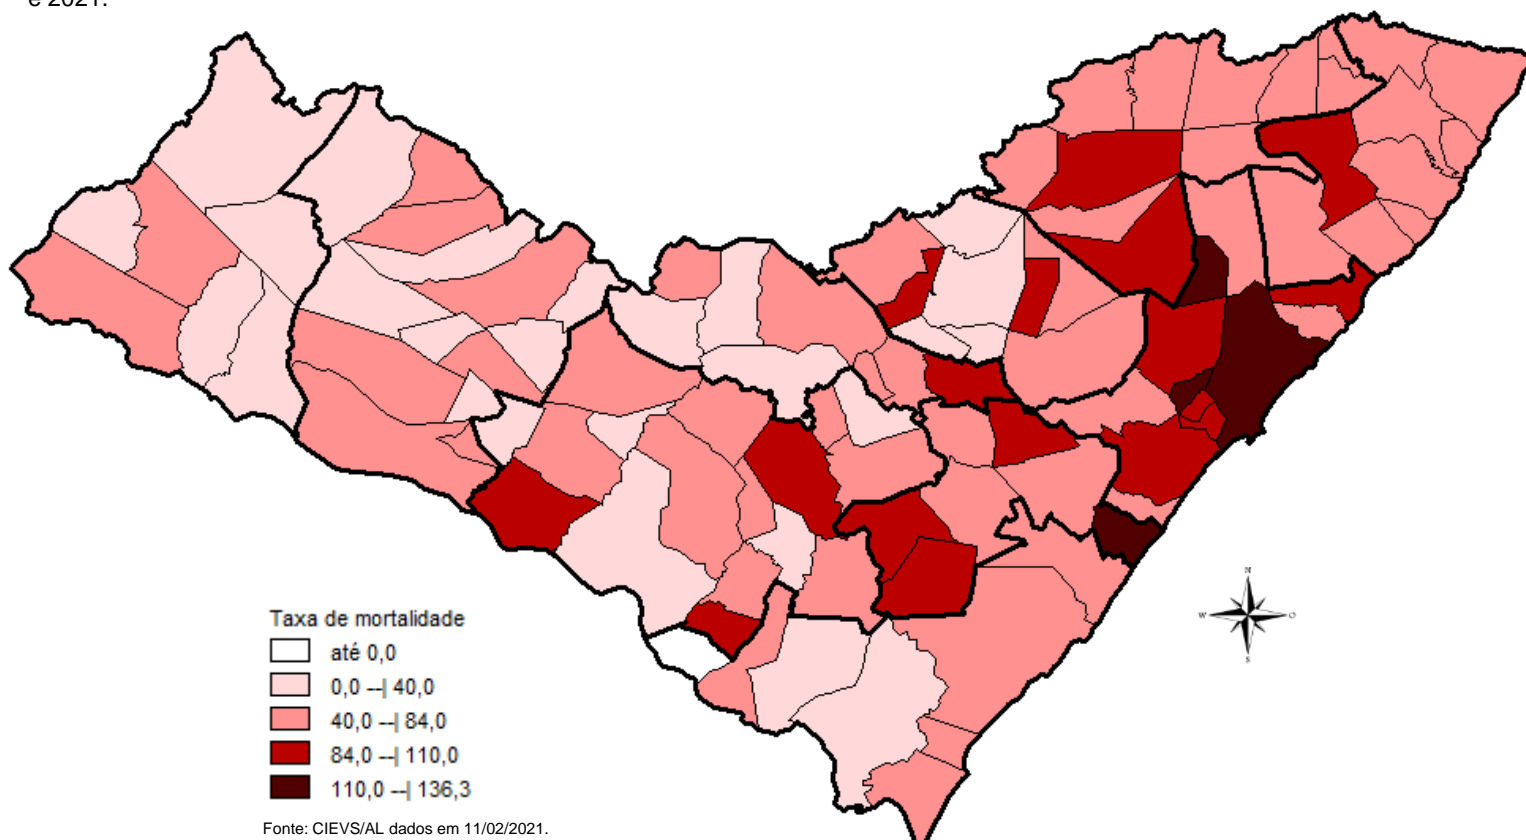 e 2021.
N
W
O
S
Taxa de mortalidade
até 0,0
0,0 --| 40,0
40,0 --| 84,0
84,0 --| 110,0
110,0 --| 136,3
Fonte: CIEVS/AL dados em 11/02/2021.